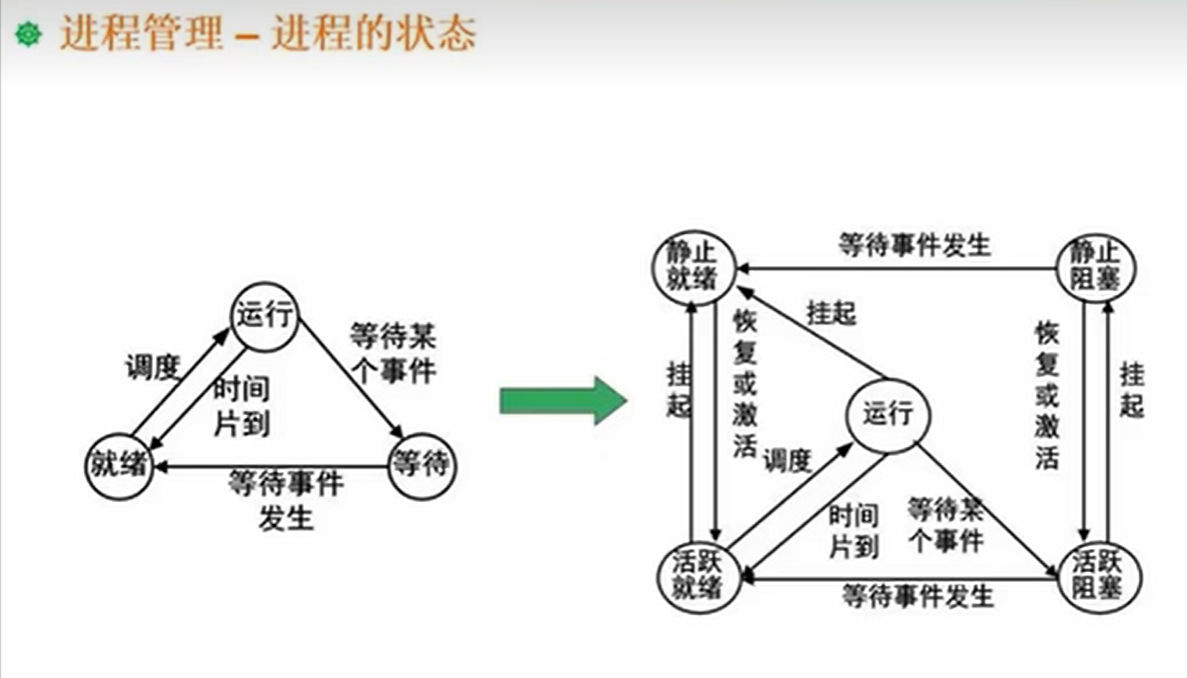 进程管理 – 进程的状态
运行
调度
等待某
个事件
时间
片到
就绪
等待
等待事件
发生
静止
就绪
等待事件发生
静止
阻塞
挂起
挂
起
恢
复
或
激
活
恢
复
或
激
活
挂
起
运行
调度
时间
片到
等待某
个事件
活跃
就绪
活跃
阻塞
等待事件发生